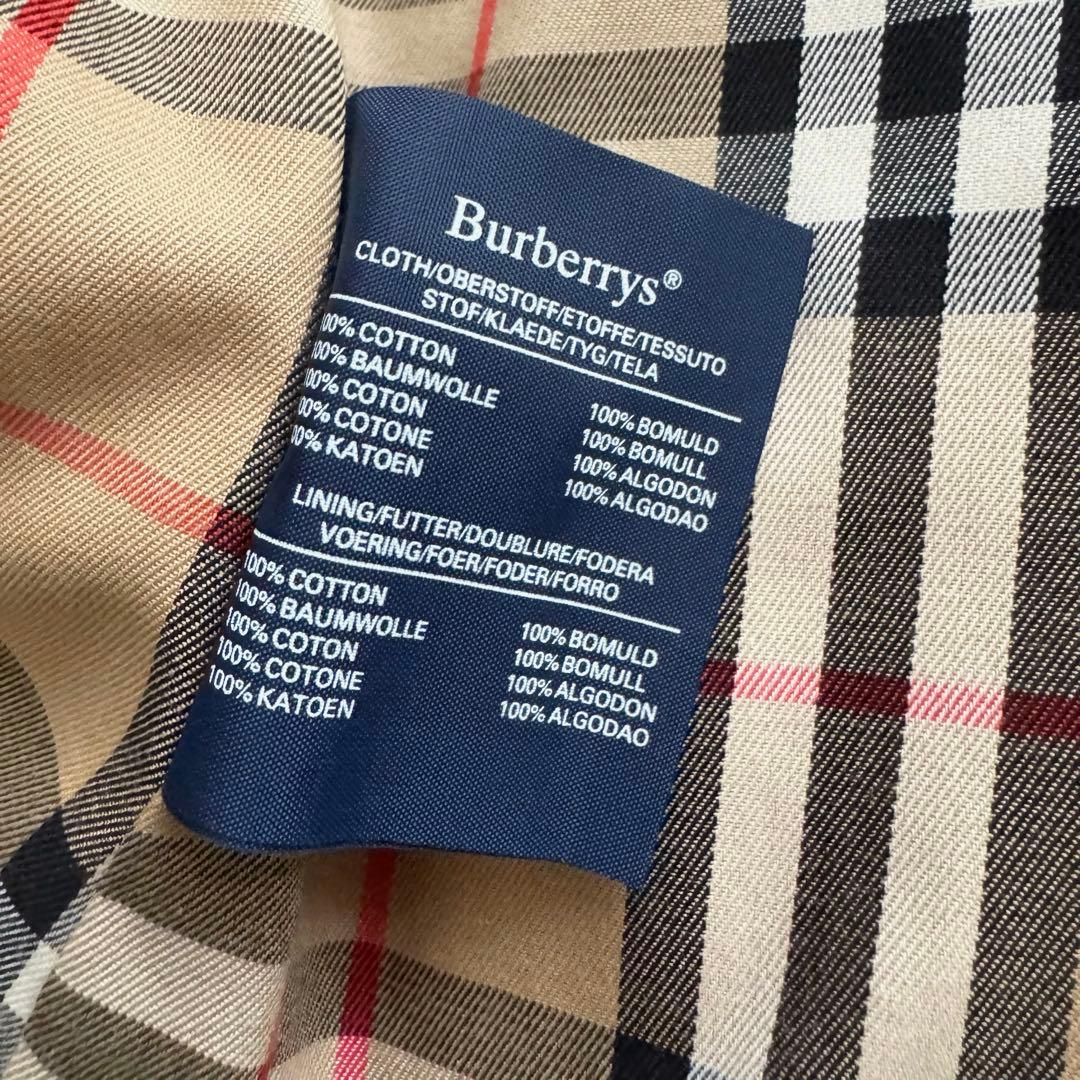 Burberrys®
CLOTH/OBERSTOFF/ETOFFE/TESSUTO
STOF/KLAEDE/TYG/TELA
100% COTTON
100% BAUMWOLLE
100% COTON
100% COTONE
100% KATOEN
100% BOMULD
100% BOMULL
100% ALGODON
100% ALGODAO
LINING/FUTTER/DOUBLURE/FODERA
VOERING/FOER/FODER/FORRO
100% COTTON
100% BAUMWOLLE
100% COTON
100% COTONE
100% KATOEN
100% BOMULD
100% BOMULL
100% ALGODON
100% ALGODAO